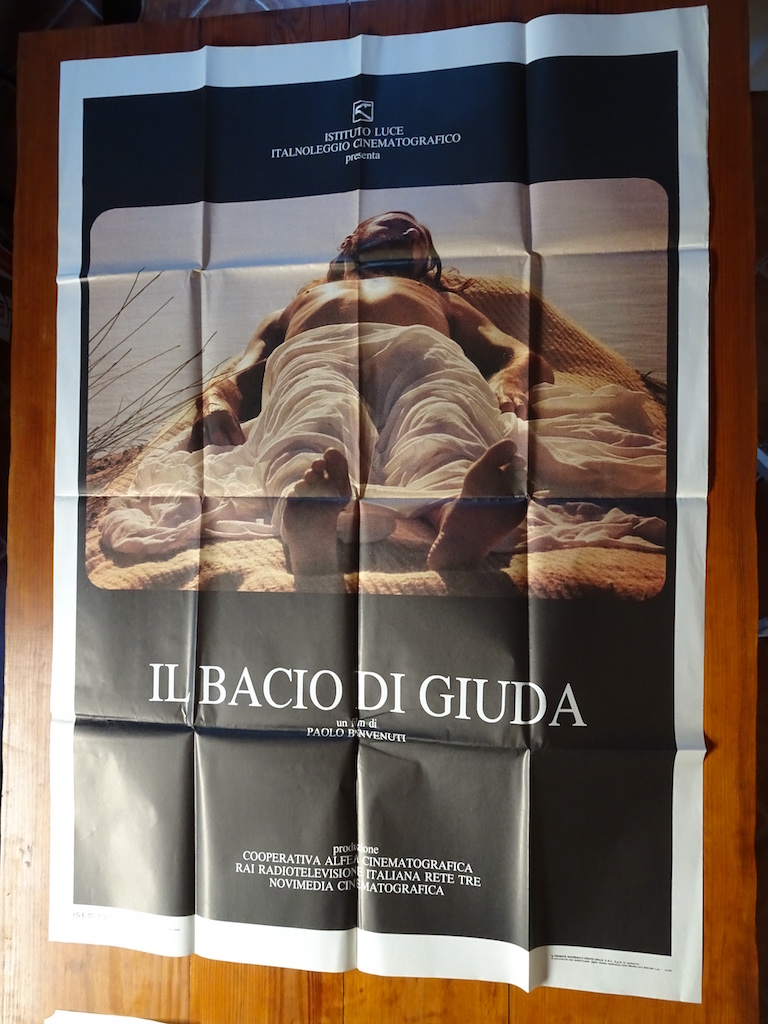 ISTITUTO LUCE
ITALNOLEGGIO CINEMATOGRAFICO
presenta
IL BACIO DI GIUDA
un film di
PAOLO BENVENUTI
produzione
COOPERATIVA ALFEA CINEMATOGRAFICA
RAI RADIOTELEVISIONE ITALIANA RETE TRE
NOVIMEDIA CINEMATOGRAFICA